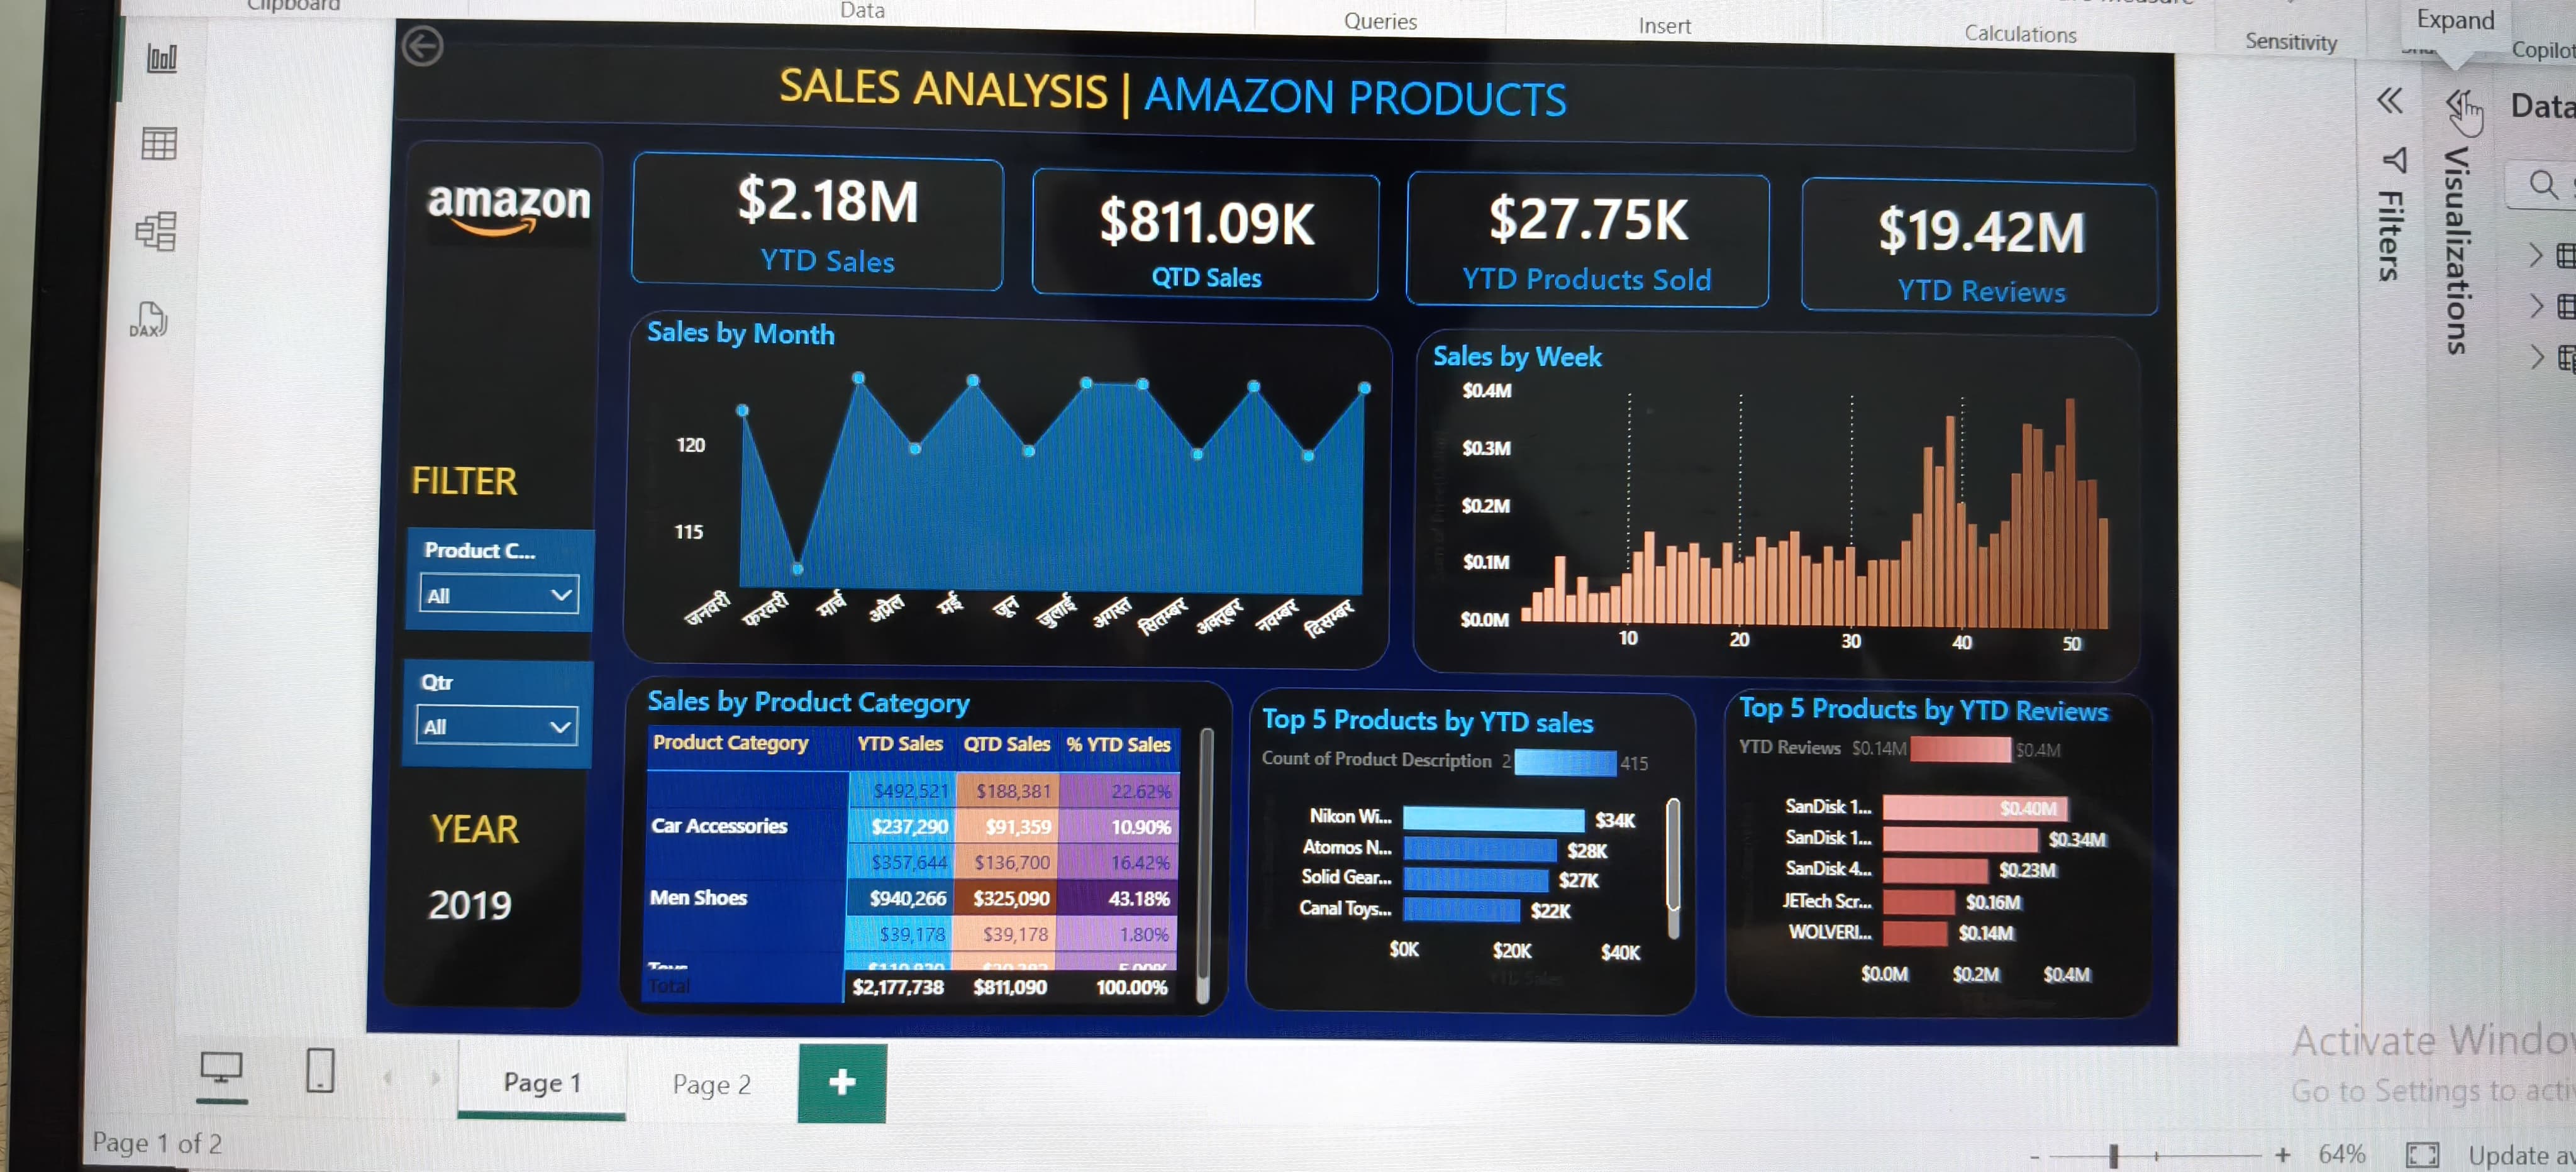 Clipboard
Data
Queries
Insert
Calculations
Sensitivity
Expand
Copilot
SALES ANALYSIS | AMAZON PRODUCTS
Data
amazon
$2.18M
YTD Sales
$811.09K
QTD Sales
$27.75K
YTD Products Sold
$19.42M
YTD Reviews
Filters
Visualizations
DAX
FILTER
Product C...
All
Qtr
All
YEAR
2019
Sales by Month
120
115
जनवरी फरवरी मार्च अप्रैल मई जून जुलाई अगस्त सितम्बर अक्तूबर नवम्बर दिसम्बर
Sales by Week
$0.4M
$0.3M
$0.2M
$0.1M
$0.0M
10 20 30 40 50
Sales by Product Category
Product Category YTD Sales QTD Sales % YTD Sales
$492,521 $188,381 22.62%
Car Accessories $237,290 $91,359 10.90%
$357,644 $136,700 16.42%
Men Shoes $940,266 $325,090 43.18%
$39,178 $39,178 1.80%
Total $2,177,738 $811,090 100.00%
Top 5 Products by YTD sales
Count of Product Description 2 415
Nikon Wi... $34K
Atomos N... $28K
Solid Gear... $27K
Canal Toys... $22K
$0K $20K $40K
YTD Sales
Top 5 Products by YTD Reviews
YTD Reviews $0.14M $0.4M
SanDisk 1... $0.40M
SanDisk 1... $0.34M
SanDisk 4... $0.23M
JETech Scr... $0.16M
WOLVERI... $0.14M
$0.0M $0.2M $0.4M
Activate Window
Go to Settings to acti
Page 1 Page 2 +
Page 1 of 2
- + 64% Update av